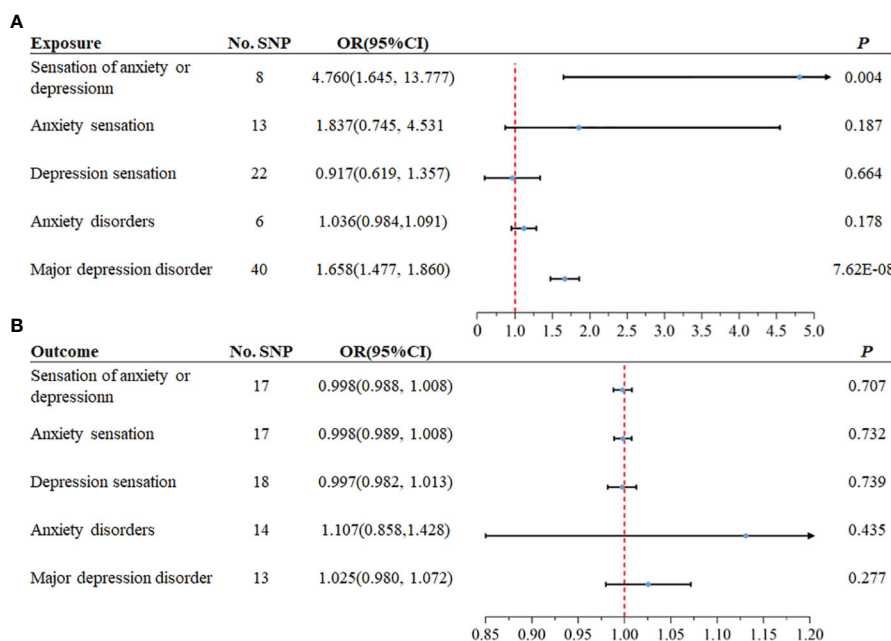 A
Exposure No. SNP OR(95%CI) P
Sensation of anxiety or
depressionn 8 4.760(1.645, 13.777) 0.004
Anxiety sensation 13 1.837(0.745, 4.531 0.187
Depression sensation 22 0.917(0.619, 1.357) 0.664
Anxiety disorders 6 1.036(0.984,1.091) 0.178
Major depression disorder 40 1.658(1.477, 1.860) 7.62E-08
0 1.0 1.5 2.0 2.5 3.0 3.5 4.0 4.5 5.0
B
Outcome No. SNP OR(95%CI) P
Sensation of anxiety or
depressionn 17 0.998(0.988, 1.008) 0.707
Anxiety sensation 17 0.998(0.989, 1.008) 0.732
Depression sensation 18 0.997(0.982, 1.013) 0.739
Anxiety disorders 14 1.107(0.858,1.428) 0.435
Major depression disorder 13 1.025(0.980, 1.072) 0.277
0.85 0.90 0.95 1.00 1.05 1.10 1.15 1.20